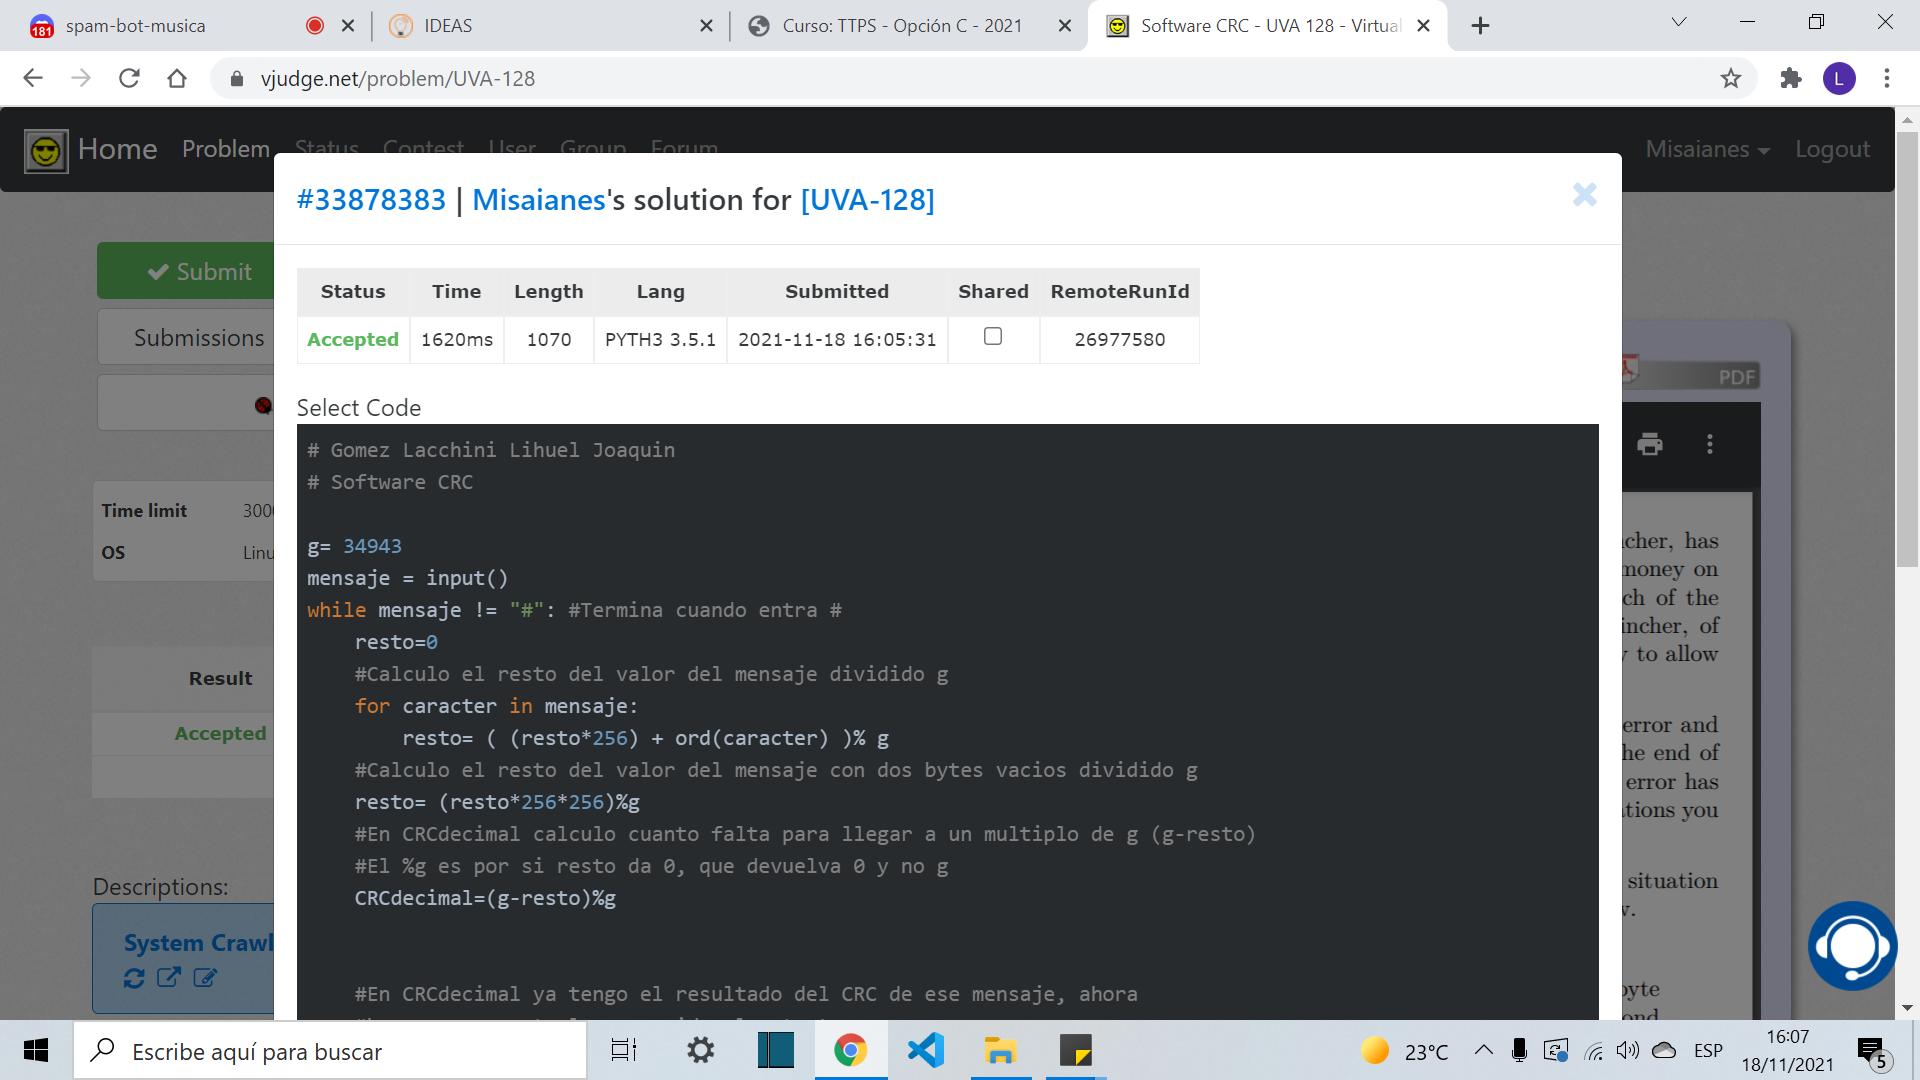 181 spam-bot-musica
IDEAS
Curso: TTPS - Opción C - 2021
Software CRC - UVA 128 - Virtual
vjudge.net/problem/UVA-128
L
Home Problem Status Contest User Group Forum Misaianes Logout
#33878383 | Misaianes's solution for [UVA-128]
Submit
Status Time Length Lang Submitted Shared RemoteRunId
Accepted 1620ms 1070 PYTH3 3.5.1 2021-11-18 16:05:31 26977580
Submissions
PDF
Select Code
# Gomez Lacchini Lihuel Joaquin
# Software CRC
g= 34943
mensaje = input()
while mensaje != "#": #Termina cuando entra #
resto=0
#Calculo el resto del valor del mensaje dividido g
for caracter in mensaje:
resto= ( (resto*256) + ord(caracter) )% g
#Calculo el resto del valor del mensaje con dos bytes vacios dividido g
resto= (resto*256*256)%g
#En CRCdecimal calculo cuanto falta para llegar a un multiplo de g (g-resto)
#El %g es por si resto da 0, que devuelva 0 y no g
CRCdecimal=(g-resto)%g
#En CRCdecimal ya tengo el resultado del CRC de ese mensaje, ahora
Time limit 300
OS Linu
Result
Accepted
Descriptions:
System Crawl
cher, has
money on
ch of the
incher, of
to allow
error and
he end of
error has
tions you
situation
byte
Escribe aquí para buscar
23°C
ESP
16:07
18/11/2021
5